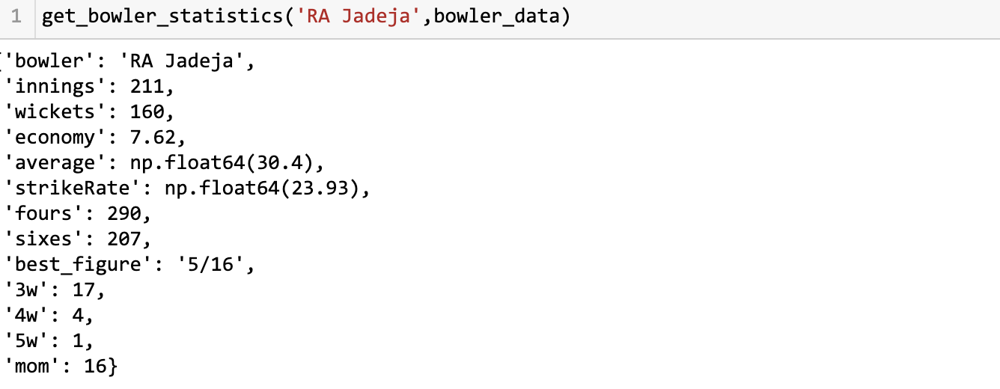 1 get_bowler_statistics('RA Jadeja',bowler_data)
{'bowler': 'RA Jadeja',
'innings': 211,
'wickets': 160,
'economy': 7.62,
'average': np.float64(30.4),
'strikeRate': np.float64(23.93),
'fours': 290,
'sixes': 207,
'best_figure': '5/16',
'3w': 17,
'4w': 4,
'5w': 1,
'mom': 16}